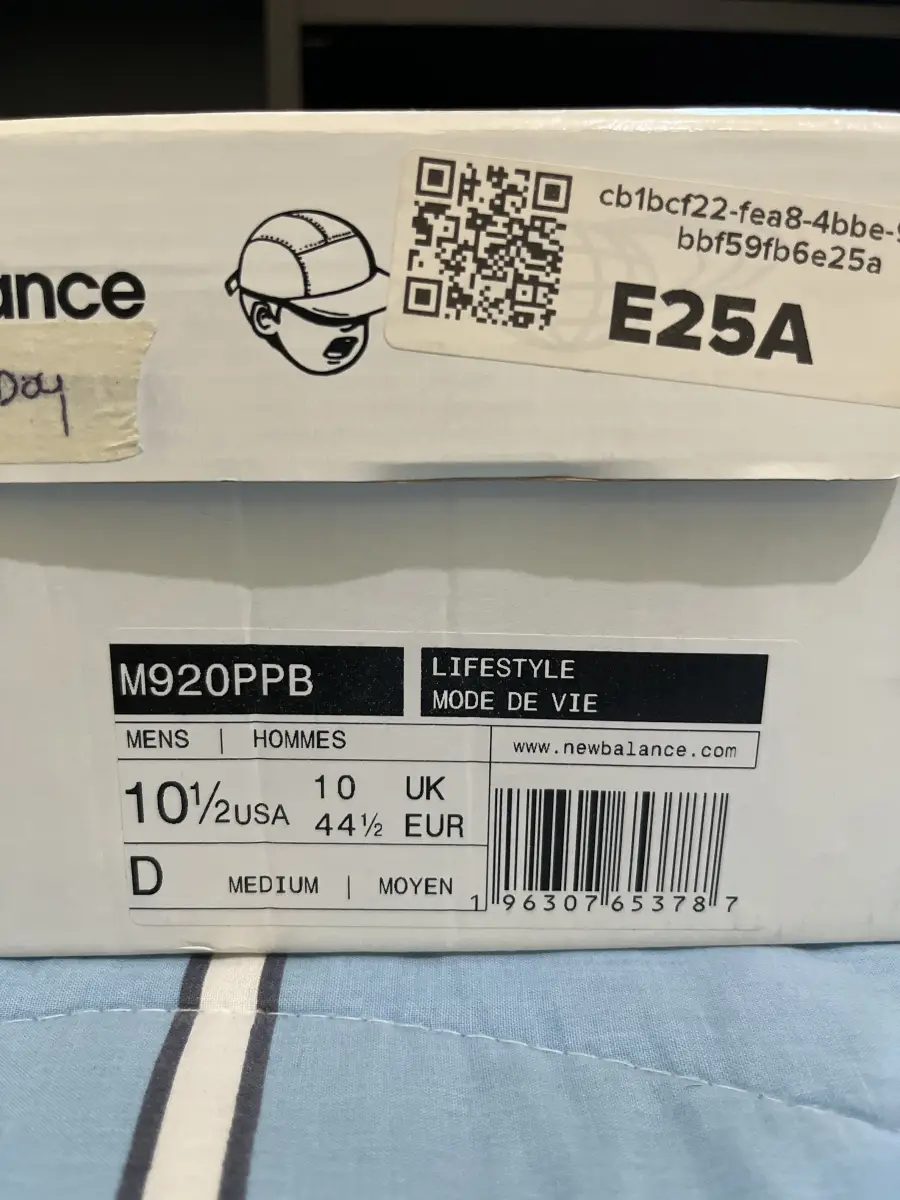 ance
Day
cb1bcf22-fea8-4bbe-
bbf59fb6e25a
E25A
M920PPB
LIFESTYLE
MODE DE VIE
MENS | HOMMES
www.newbalance.com
10½USA
10 UK
44½ EUR
D MEDIUM | MOYEN
1 96307 65378 7